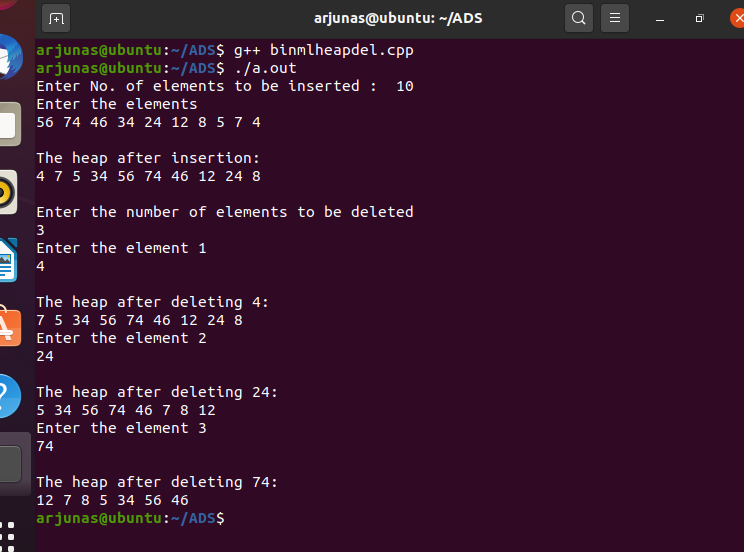 arjunas@ubuntu: ~/ADS
arjunas@ubuntu:~/ADS$ g++ binmlheapdel.cpp
arjunas@ubuntu:~/ADS$ ./a.out
Enter No. of elements to be inserted :  10
Enter the elements
56 74 46 34 24 12 8 5 7 4
The heap after insertion:
4 7 5 34 56 74 46 12 24 8
Enter the number of elements to be deleted
3
Enter the element 1
4
The heap after deleting 4:
7 5 34 56 74 46 12 24 8
Enter the element 2
24
The heap after deleting 24:
5 34 56 74 46 7 8 12
Enter the element 3
74
The heap after deleting 74:
12 7 8 5 34 56 46
arjunas@ubuntu:~/ADS$